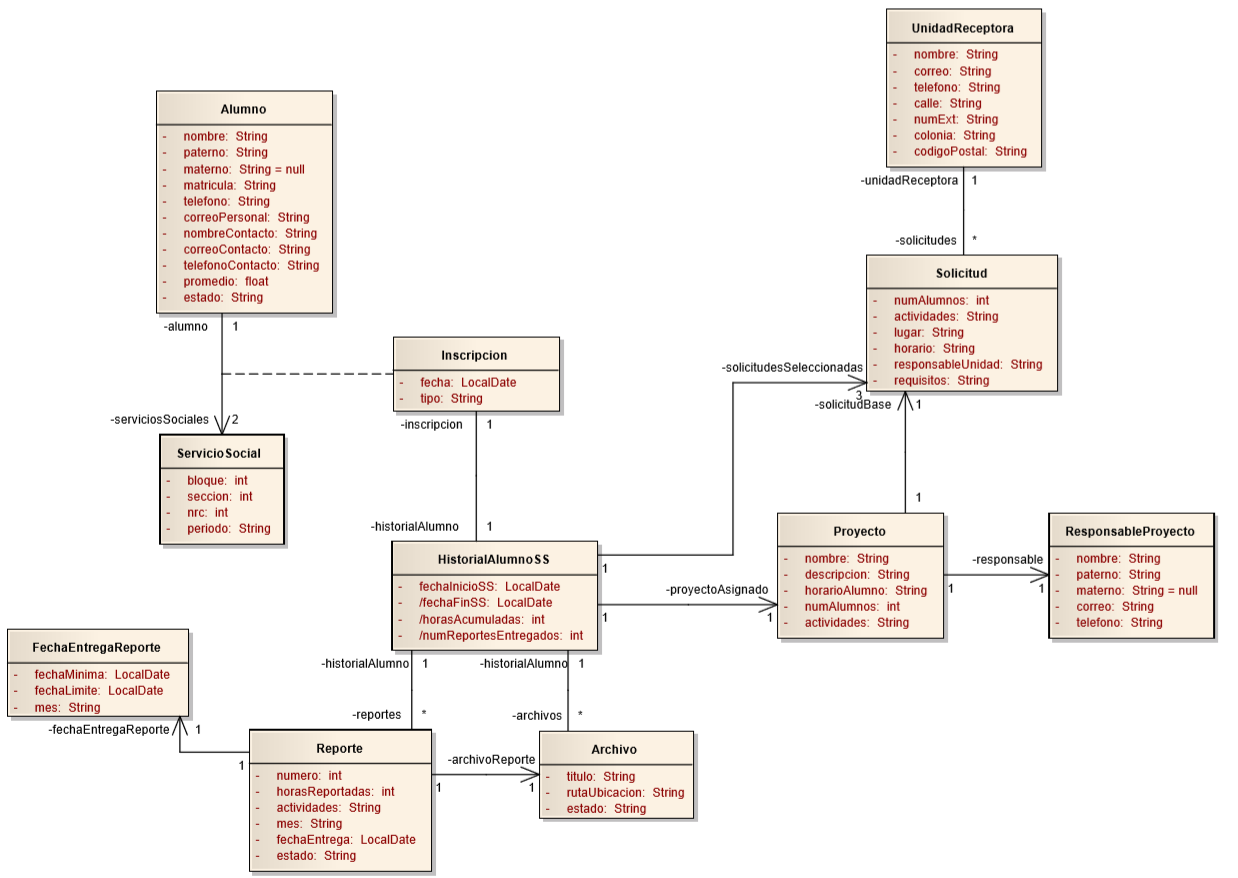 UnidadReceptora
- nombre: String
- correo: String
- telefono: String
- calle: String
- numExt: String
- colonia: String
- codigoPostal: String
-unidadReceptora 1
-solicitudes *
Alumno
- nombre: String
- paterno: String
- materno: String = null
- matricula: String
- telefono: String
- correoPersonal: String
- nombreContacto: String
- correoContacto: String
- telefonoContacto: String
- promedio: float
- estado: String
-alumno 1
-serviciosSociales 2
Solicitud
- numAlumnos: int
- actividades: String
- lugar: String
- horario: String
- responsableUnidad: String
- requisitos: String
-solicitudesSeleccionadas
3
-solicitudBase 1
1
Inscripcion
- fecha: LocalDate
- tipo: String
-inscripcion 1
-historialAlumno 1
ServicioSocial
- bloque: int
- seccion: int
- nrc: int
- periodo: String
HistorialAlumnoSS
- fechaInicioSS: LocalDate
- /fechaFinSS: LocalDate
- /horasAcumuladas: int
- /numReportesEntregados: int
1
-proyectoAsignado
1 1
Proyecto
- nombre: String
- descripcion: String
- horarioAlumno: String
- numAlumnos: int
- actividades: String
-responsable
1 1
ResponsableProyecto
- nombre: String
- paterno: String
- materno: String = null
- correo: String
- telefono: String
-historialAlumno 1
-historialAlumno 1
-reportes *
-archivos *
FechaEntregaReporte
- fechaMinima: LocalDate
- fechaLimite: LocalDate
- mes: String
-fechaEntregaReporte 1
1
Reporte
- numero: int
- horasReportadas: int
- actividades: String
- mes: String
- fechaEntrega: LocalDate
- estado: String
-archivoReporte
1 1
Archivo
- titulo: String
- rutaUbicacion: String
- estado: String